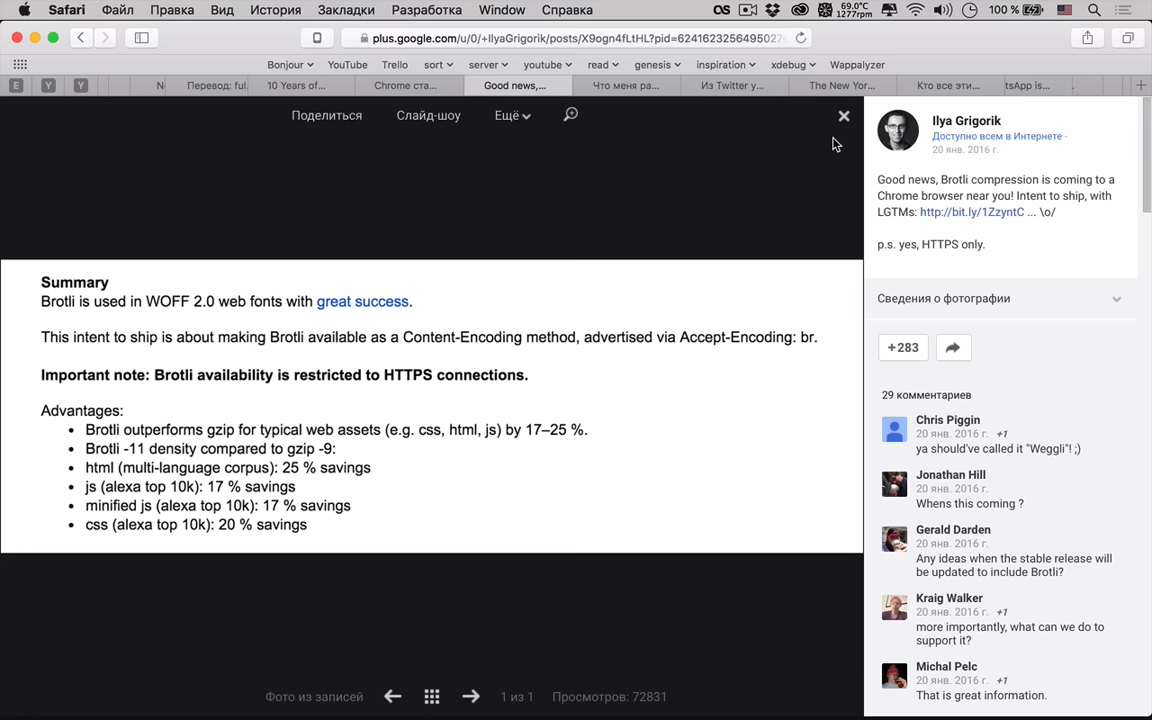 Safari Файл Правка Вид История Закладки Разработка Window Справка
69.0°C
1277rpm
100 %
plus.google.com/u/0/+IlyaGrigorik/posts/X9ogn4fLtHL?pid=624162325649502
Bonjour YouTube Trello sort server youtube read genesis inspiration xdebug Wappalyzer
E Y Y Перевод: ful. 10 Years of... Chrome ста... Good news,... Что меня ра... Из Twitter у... The New Yor... Кто все эти... tsApp is...
Поделиться Слайд-шоу Ещё
Summary
Brotli is used in WOFF 2.0 web fonts with great success.
This intent to ship is about making Brotli available as a Content-Encoding method, advertised via Accept-Encoding: br.
Important note: Brotli availability is restricted to HTTPS connections.
Advantages:
• Brotli outperforms gzip for typical web assets (e.g. css, html, js) by 17–25 %.
• Brotli -11 density compared to gzip -9:
• html (multi-language corpus): 25 % savings
• js (alexa top 10k): 17 % savings
• minified js (alexa top 10k): 17 % savings
• css (alexa top 10k): 20 % savings
Фото из записей 1 из 1 Просмотров: 72831
Ilya Grigorik
Доступно всем в Интернете -
20 янв. 2016 г.
Good news, Brotli compression is coming to a
Chrome browser near you! Intent to ship, with
LGTMs: http://bit.ly/1ZzyntC ... \o/
p.s. yes, HTTPS only.
Сведения о фотографии
+283
29 комментариев
Chris Piggin
20 янв. 2016 г. +1
ya should've called it "Weggli"! ;)
Jonathan Hill
20 янв. 2016 г.
Whens this coming ?
Gerald Darden
20 янв. 2016 г.
Any ideas when the stable release will
be updated to include Brotli?
Kraig Walker
20 янв. 2016 г. +1
more importantly, what can we do to
support it?
Michal Pelc
20 янв. 2016 г. +1
That is great information.